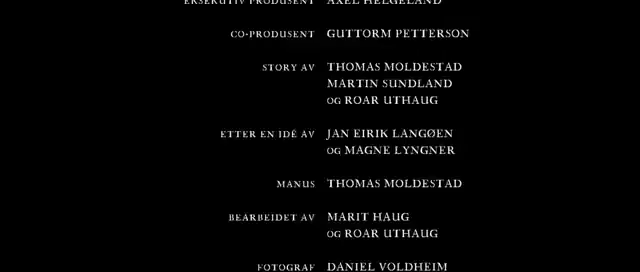 EKSEKUTIV PRODUSENT AXEL HELGELAND
CO-PRODUSENT GUTTORM PETTERSON
STORY AV THOMAS MOLDESTAD
MARTIN SUNDLAND
OG ROAR UTHAUG
ETTER EN IDÉ AV JAN EIRIK LANGØEN
OG MAGNE LYNGNER
MANUS THOMAS MOLDESTAD
BEARBEIDET AV MARIT HAUG
OG ROAR UTHAUG
FOTOGRAF DANIEL VOLDHEIM